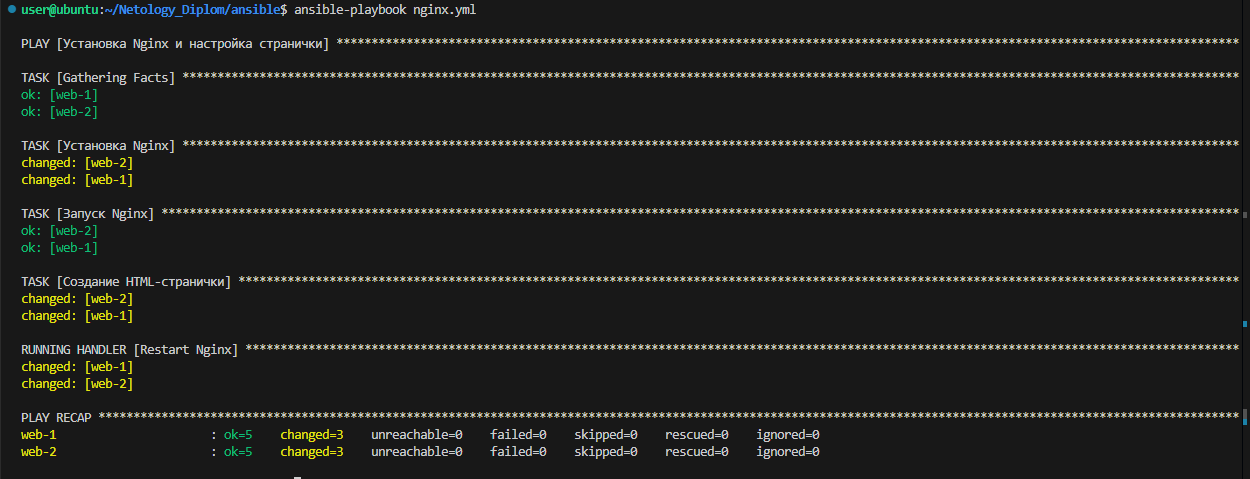 user@ubuntu:~/Netology_Diplom/ansible$ ansible-playbook nginx.yml
PLAY [Установка Nginx и настройка странички] *********************************************************************************************************************************
TASK [Gathering Facts] *******************************************************************************************************************************************************
ok: [web-1]
ok: [web-2]
TASK [Установка Nginx] *******************************************************************************************************************************************************
changed: [web-2]
changed: [web-1]
TASK [Запуск Nginx] **********************************************************************************************************************************************************
ok: [web-2]
ok: [web-1]
TASK [Создание HTML-странички] ***********************************************************************************************************************************************
changed: [web-2]
changed: [web-1]
RUNNING HANDLER [Restart Nginx] **********************************************************************************************************************************************
changed: [web-1]
changed: [web-2]
PLAY RECAP *******************************************************************************************************************************************************************
web-1                      : ok=5    changed=3    unreachable=0    failed=0    skipped=0    rescued=0    ignored=0
web-2                      : ok=5    changed=3    unreachable=0    failed=0    skipped=0    rescued=0    ignored=0